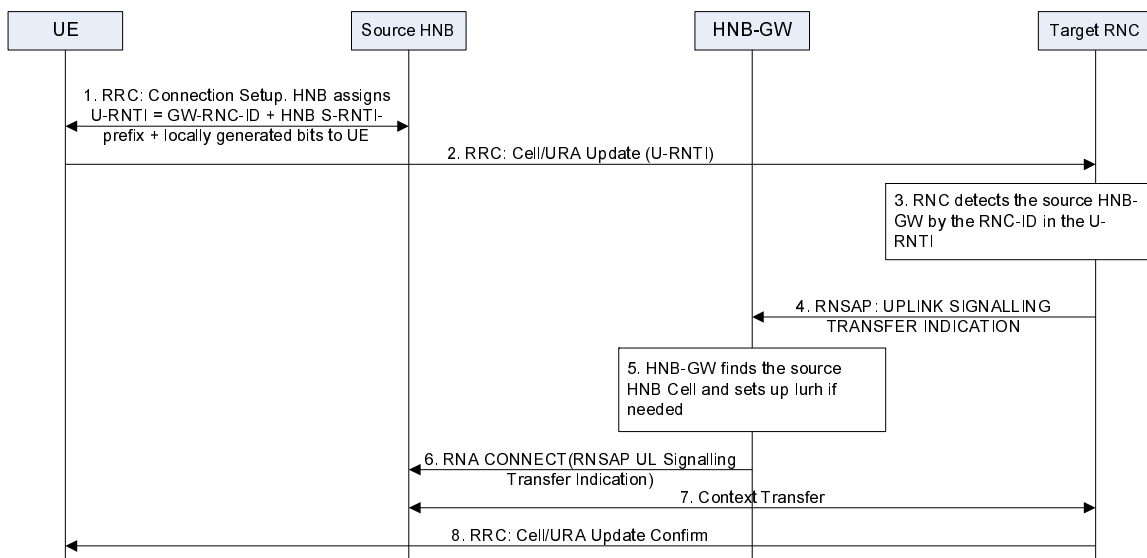 UE
Source HNB
HNB-GW
Target RNC
1. RRC: Connection Setup. HNB assigns
U-RNTI = GW-RNC-ID + HNB S-RNTI-
prefix + locally generated bits to UE
2. RRC: Cell/URA Update (U-RNTI)
3. RNC detects the source HNB-
GW by the RNC-ID in the U-
RNTI
4. RNSAP: UPLINK SIGNALLING
TRANSFER INDICATION
5. HNB-GW finds the source
HNB Cell and sets up Iurh if
needed
6. RNA CONNECT(RNSAP UL Signalling
Transfer Indication)
7. Context Transfer
8. RRC: Cell/URA Update Confirm